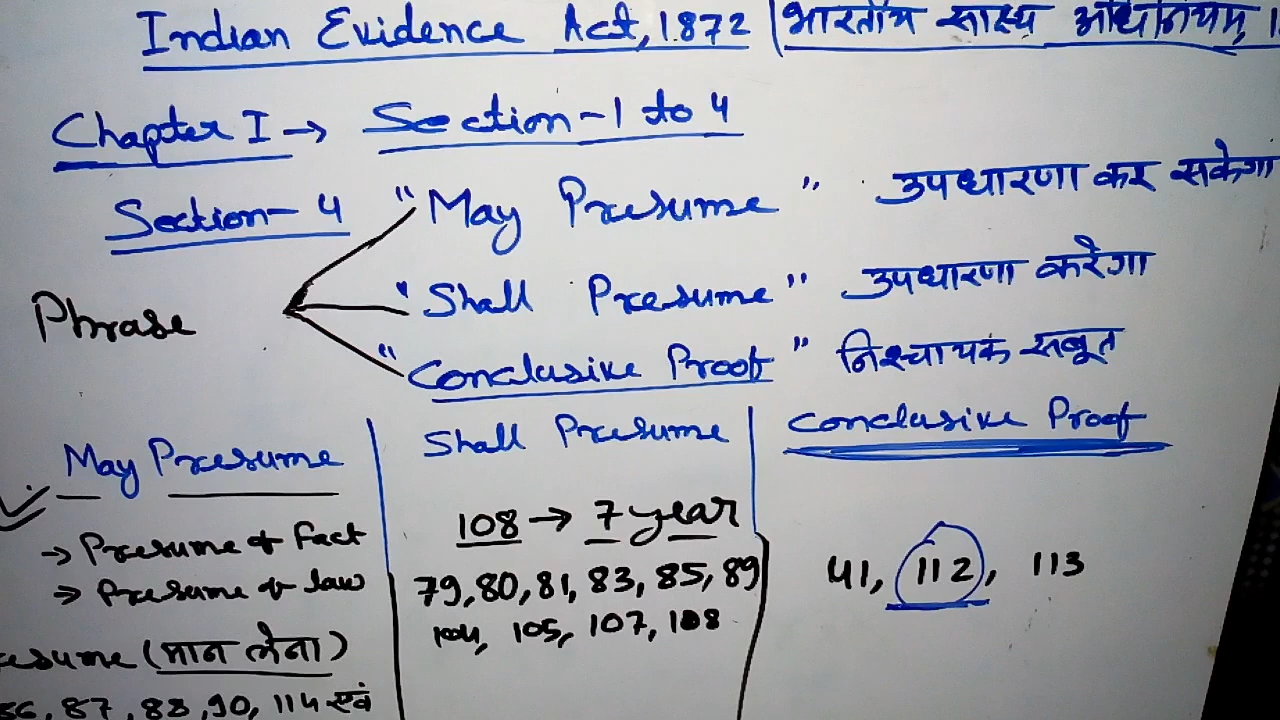 Indian Evidence Act, 1872 (भारतीय साक्ष्य अधिनियम,
Chapter I → Section-1 to 4
Section-4 "May Presume" उपधारणा कर सकेगा
Phrase "Shall Presume" उपधारणा करेगा
"Conclusive Proof" निश्चायक सबूत
May Presume
→ Presume of fact
→ Presume of law
(मान लेना)
87, 88, 90, 114 एवं
Shall Presume
108 → 7 year
79, 80, 81, 83, 85, 89
104, 105, 107, 108
Conclusive Proof
41, 112, 113